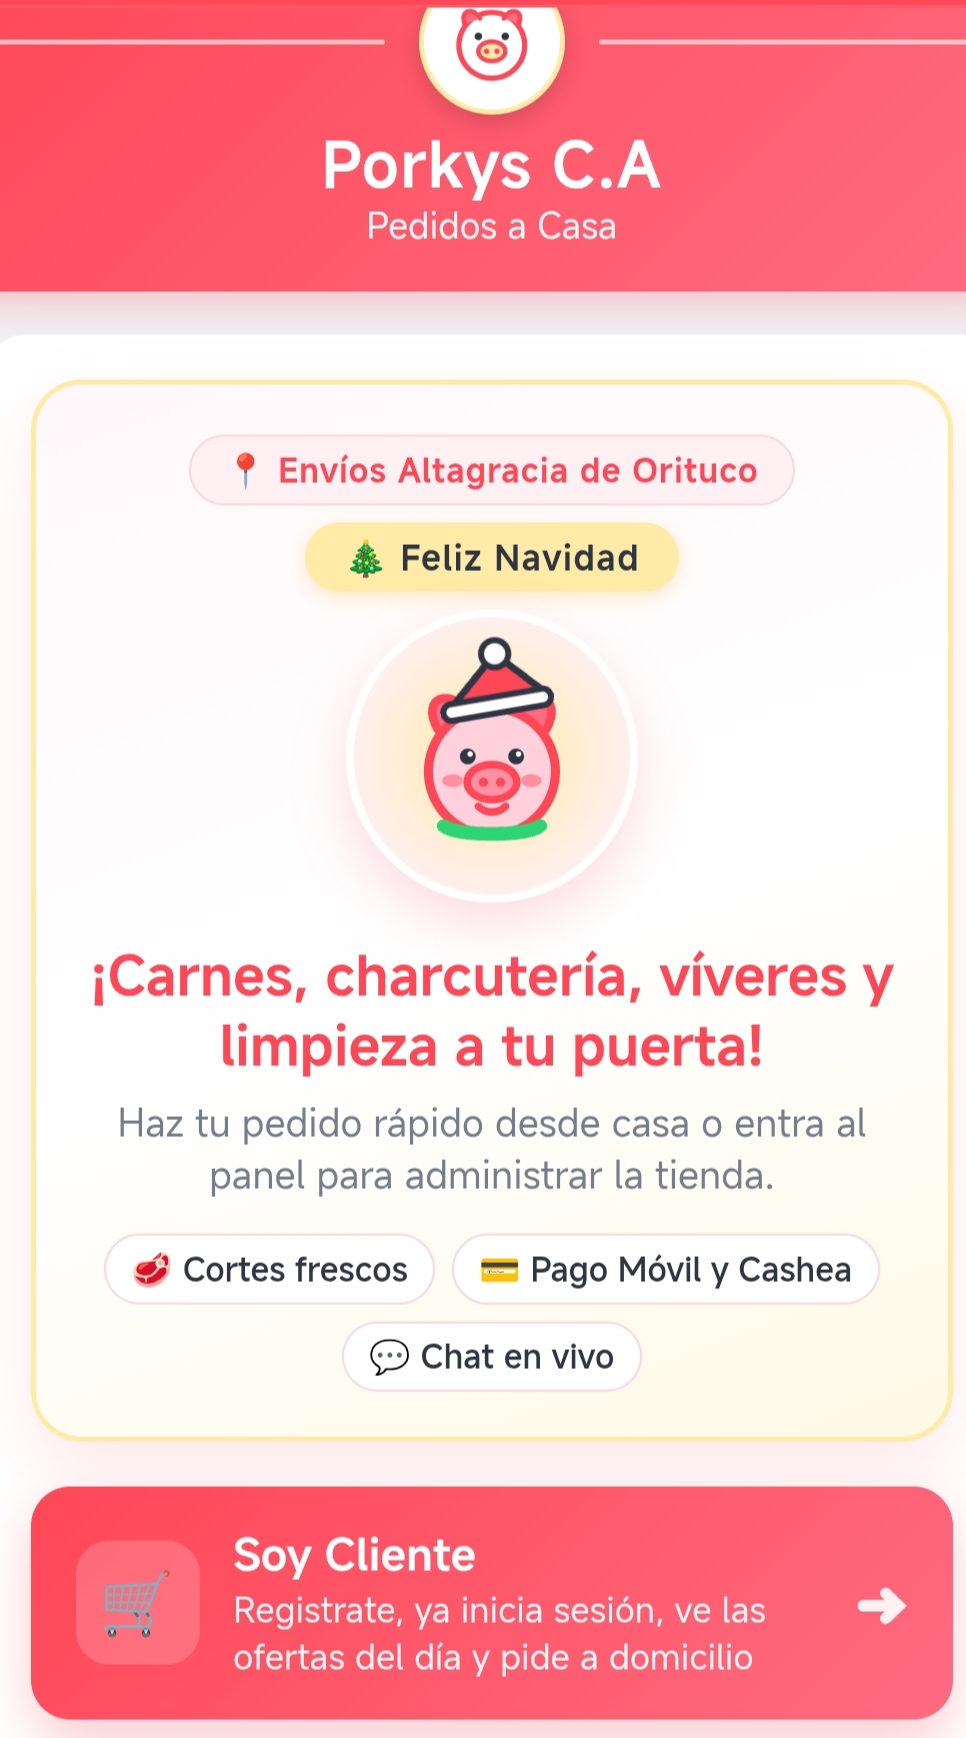 Porkys C.A
Pedidos a Casa
Envíos Altagracia de Orituco
Feliz Navidad
¡Carnes, charcutería, víveres y
limpieza a tu puerta!
Haz tu pedido rápido desde casa o entra al
panel para administrar la tienda.
Cortes frescos
Pago Móvil y Cashea
Chat en vivo
Soy Cliente
Registrate, ya inicia sesión, ve las
ofertas del día y pide a domicilio